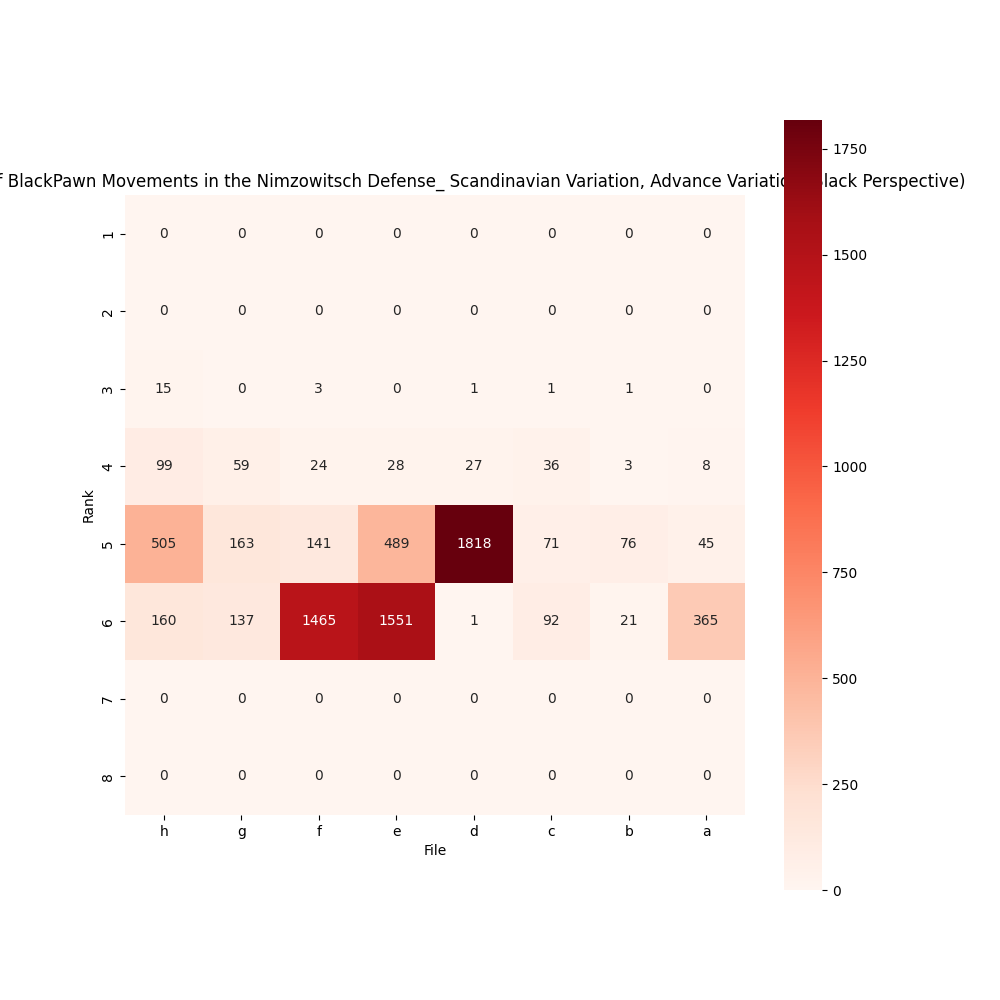 1750
BlackPawn Movements in the Nimzowitsch Defense_ Scandinavian Variation, Advance Perspective)
1 0 0 0 0 0 0 0 0
1500
2 0 0 0 0 0 0 0 0
1250
3 15 0 3 0 1 1 1 0
4 99 59 24 28 27 36 3 8
1000
Rank
5 505 163 141 489 1818 71 76 45
750
6 160 137 1465 1551 1 92 21 365
500
7 0 0 0 0 0 0 0 0
8 0 0 0 0 0 0 0 0
250
h g f e d c b a
File
0